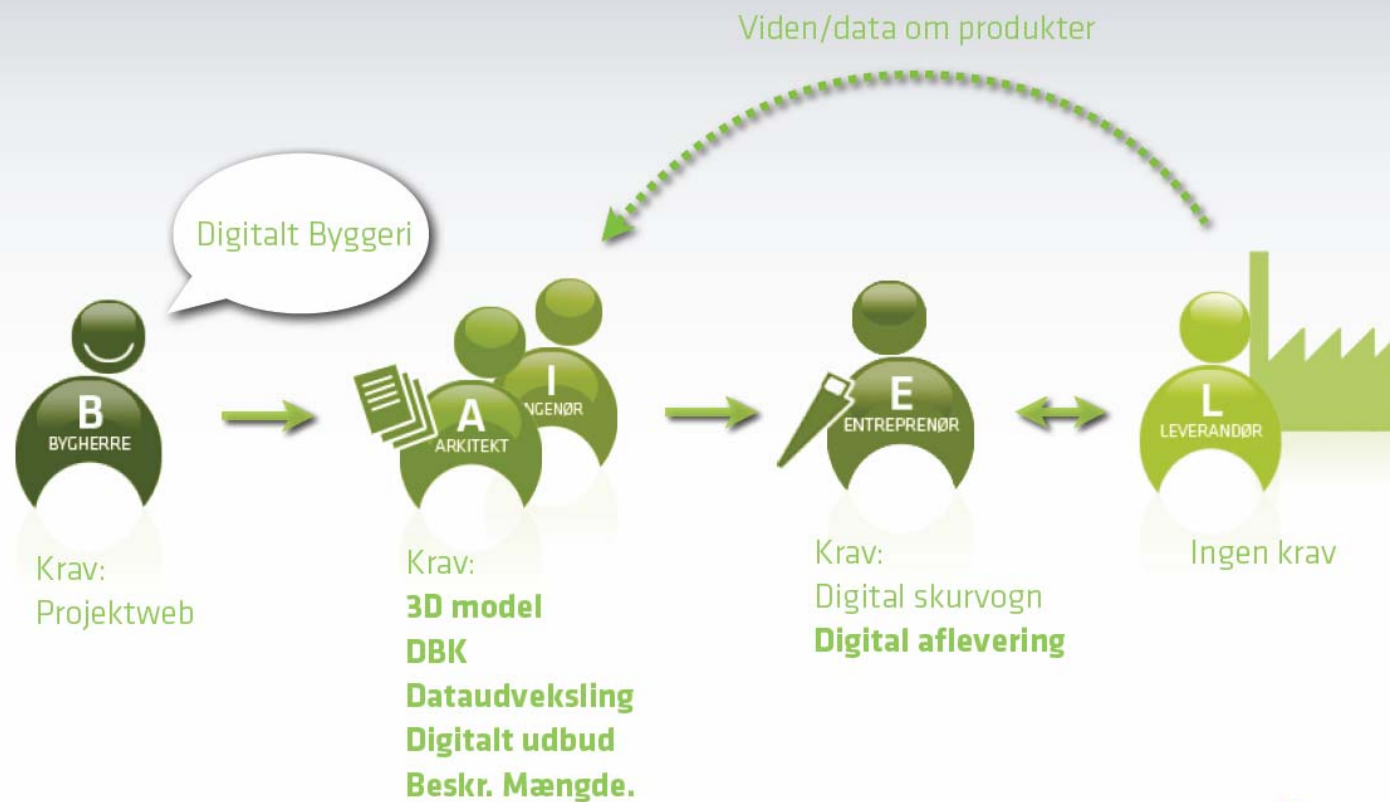 Viden/data om produkter
Digitalt Byggeri
B
BYGHERRE
A
ARKITEKT
I
NGENØR
E
ENTREPRENØR
L
LEVERANDØR
Krav:
Projektweb
Krav:
3D model
DBK
Dataudveksling
Digitalt udbud
Beskr. Mængde.
Krav:
Digital skurvogn
Digital aflevering
Ingen krav